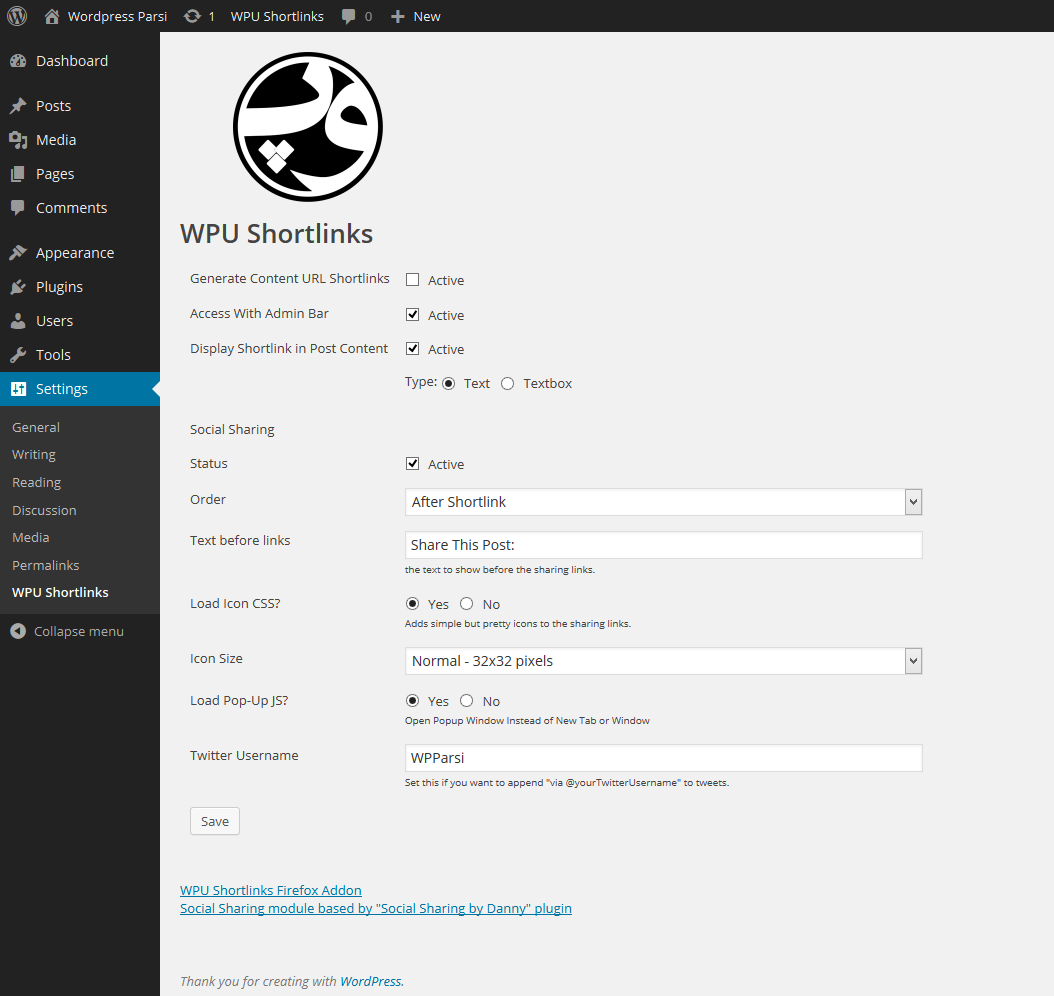 Wordpress Parsi 1 WPU Shortlinks 0 New
Dashboard
Posts
Media
Pages
Comments
Appearance
Plugins
Users
Tools
Settings
General
Writing
Reading
Discussion
Media
Permalinks
WPU Shortlinks
Collapse menu
WPU Shortlinks
Generate Content URL Shortlinks Active
Access With Admin Bar Active
Display Shortlink in Post Content Active
Type: Text Textbox
Social Sharing
Status Active
Order After Shortlink
Text before links Share This Post:
the text to show before the sharing links.
Load Icon CSS? Yes No
Adds simple but pretty icons to the sharing links.
Icon Size Normal - 32x32 pixels
Load Pop-Up JS? Yes No
Open Popup Window Instead of New Tab or Window
Twitter Username WPParsi
Set this if you want to append "via @yourTwitterUsername" to tweets.
Save
WPU Shortlinks Firefox Addon
Social Sharing module based by "Social Sharing by Danny" plugin
Thank you for creating with WordPress.